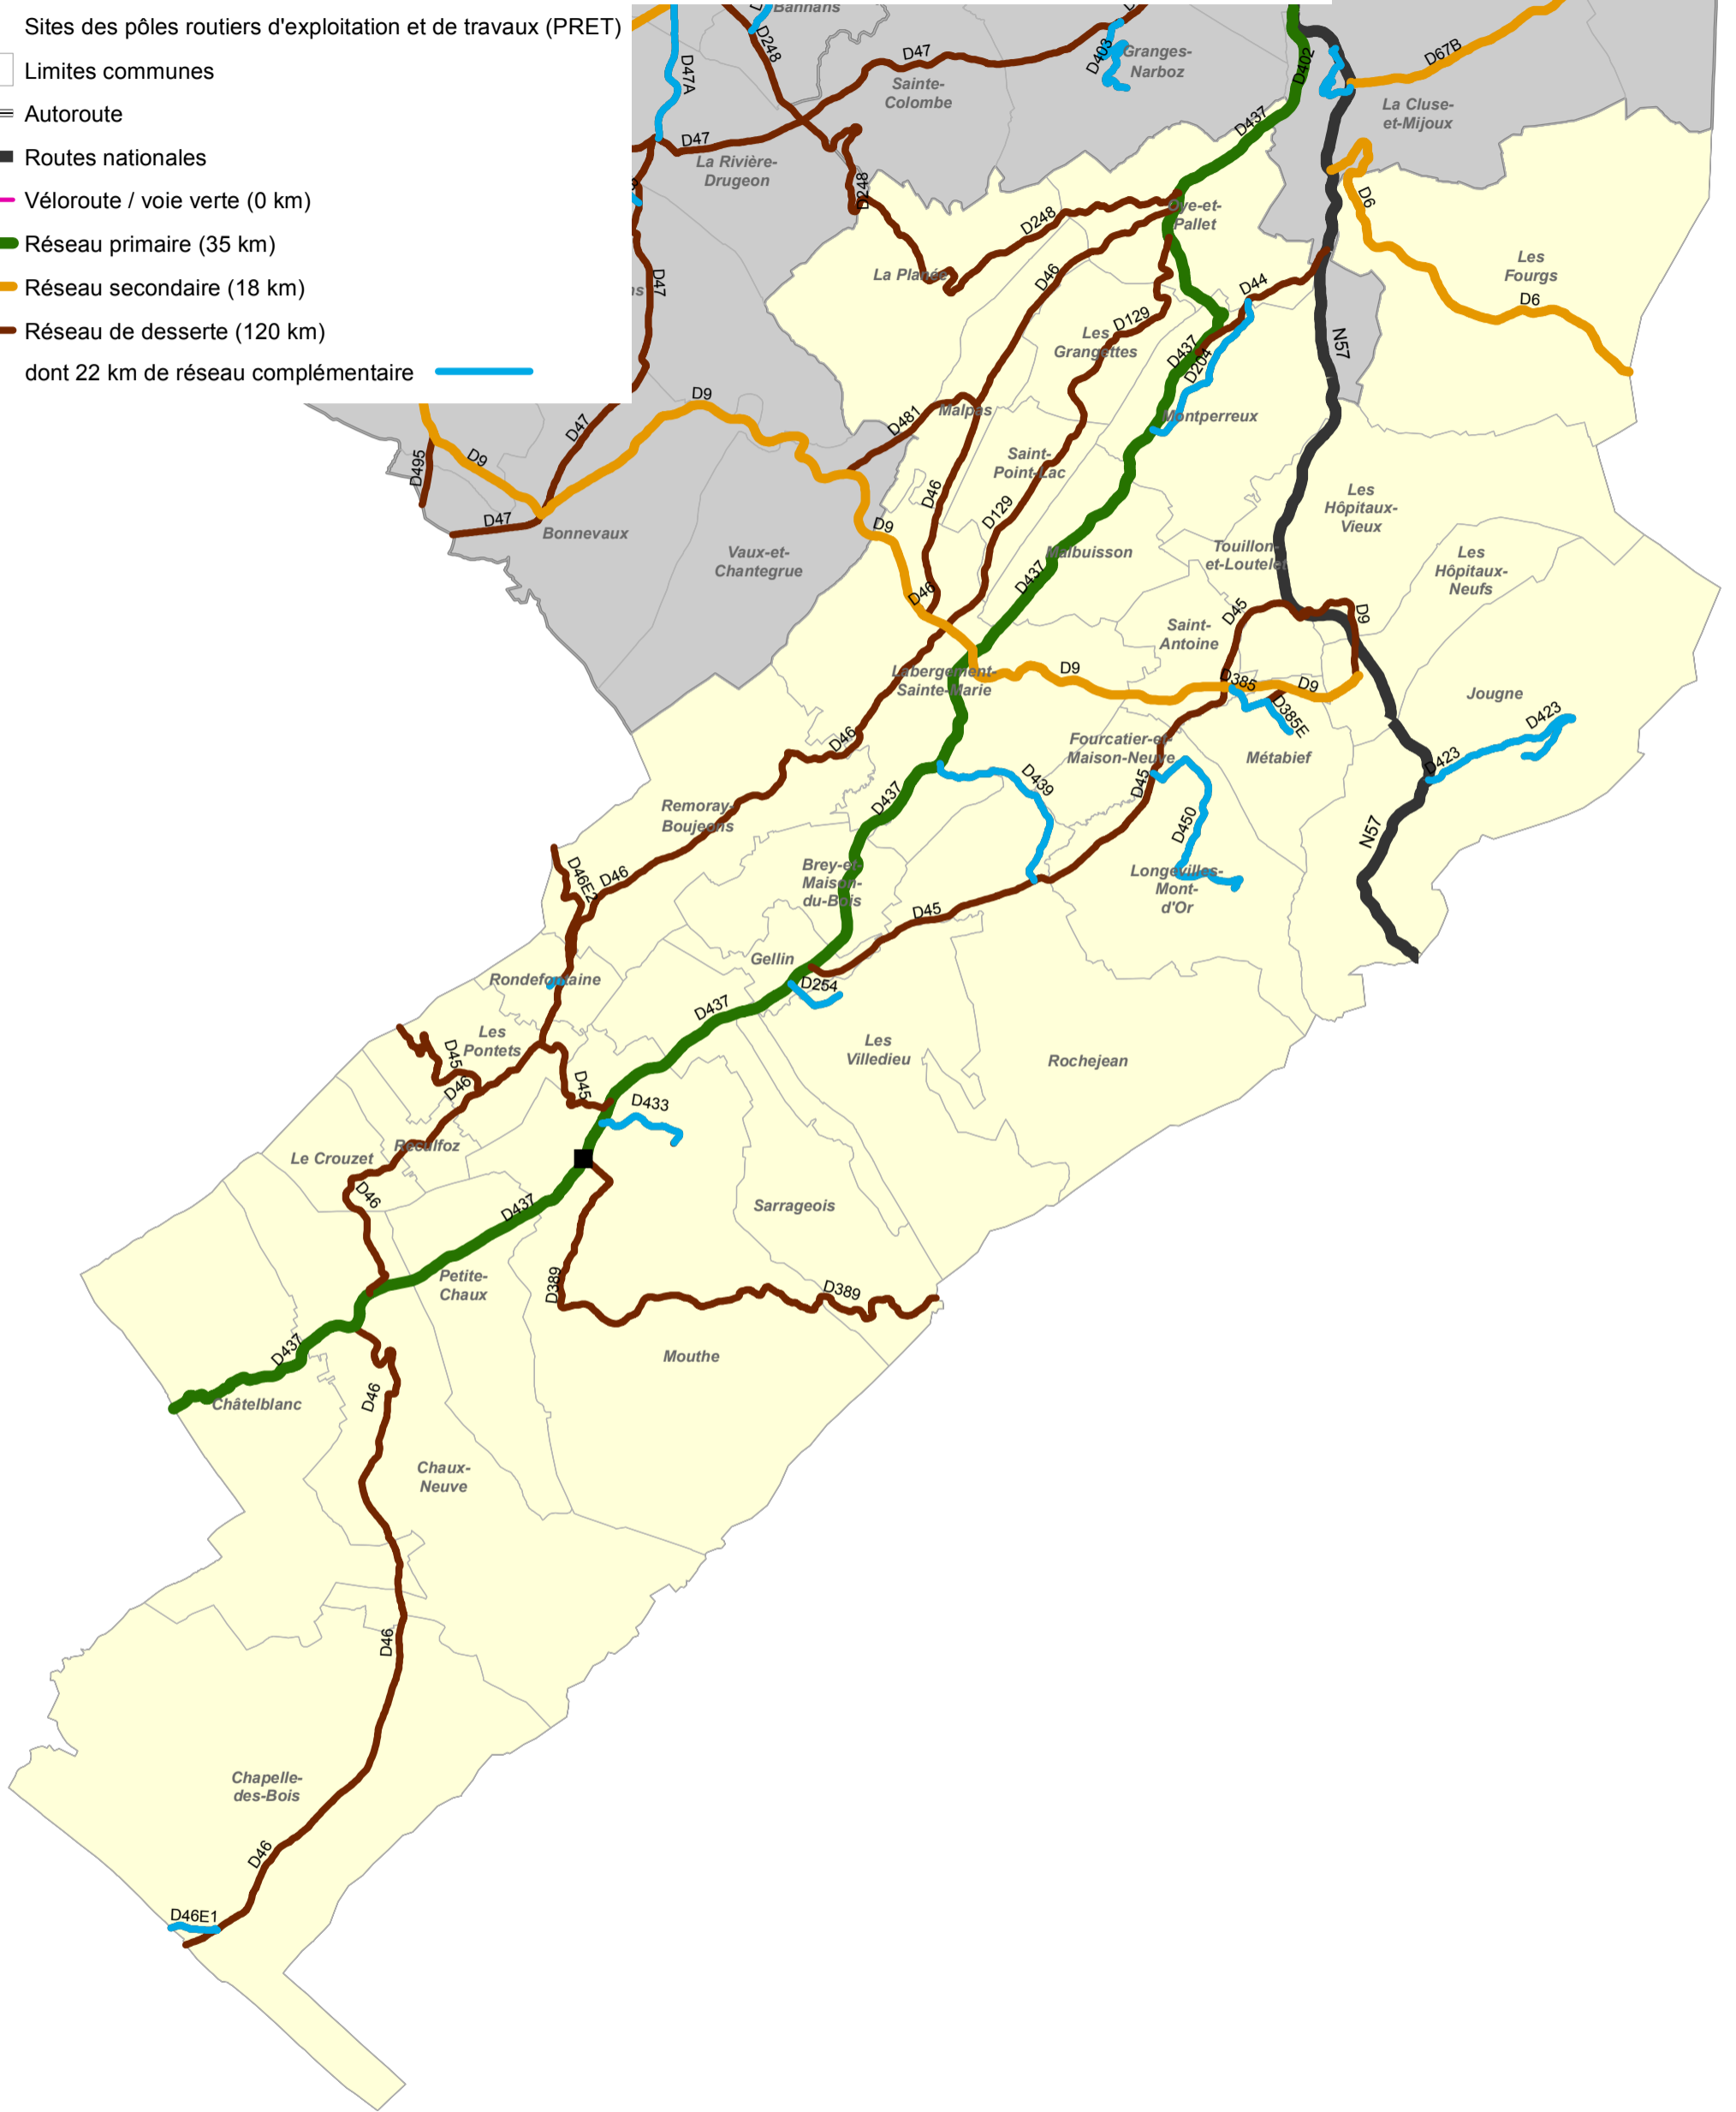 Sites des pôles routiers d'exploitation et de travaux (PRET)
Limites communes
Autoroute
Routes nationales
Véloroute / voie verte (0 km)
Réseau primaire (35 km)
Réseau secondaire (18 km)
Réseau de desserte (120 km)
dont 22 km de réseau complémentaire
Bannans
D248
D47A
D47
D403
Granges-
Narboz
D402
D67B
Sainte-
Colombe
La Cluse-
et-Mijoux
D437
D47
La Rivière-
Drugeon
D248
D6
D248
Oye-et-
Pallet
Les
Fourgs
La Planée
D46
D44
D47
D6
D129
Les
Grangettes
D437
D204
N57
D9
D481
Malpas
Montperreux
D47
D9
D495
Saint-
Point-Lac
D46
D129
Les
Hôpitaux-
Vieux
D47
Bonnevaux
D9
Vaux-et-
Chantegrue
Malbuisson
Touillon-
et-Loutelet
Les
Hôpitaux-
Neufs
D437
D46
D45
D9
Saint-
Antoine
Labergement-
Sainte-Marie
D9
D385
D9
D385E
Jougne
D423
D46
Fourcatier-et-
Maison-Neuve
Métabief
D423
D439
D45
D437
Remoray-
Boujeons
D450
N57
D46E2
D46
Brey-et-
Maison-
du-Bois
Longevilles-
Mont-
d'Or
D45
Gellin
Rondefontaine
D254
D437
Les
Pontets
D45
Les
Villedieu
Rochejean
D46
D45
D433
Reculfoz
Le Crouzet
D46
D437
Sarrageois
Petite-
Chaux
D389
D389
D437
Mouthe
D46
Châtelblanc
Chaux-
Neuve
D46
Chapelle-
des-Bois
D46
D46E1